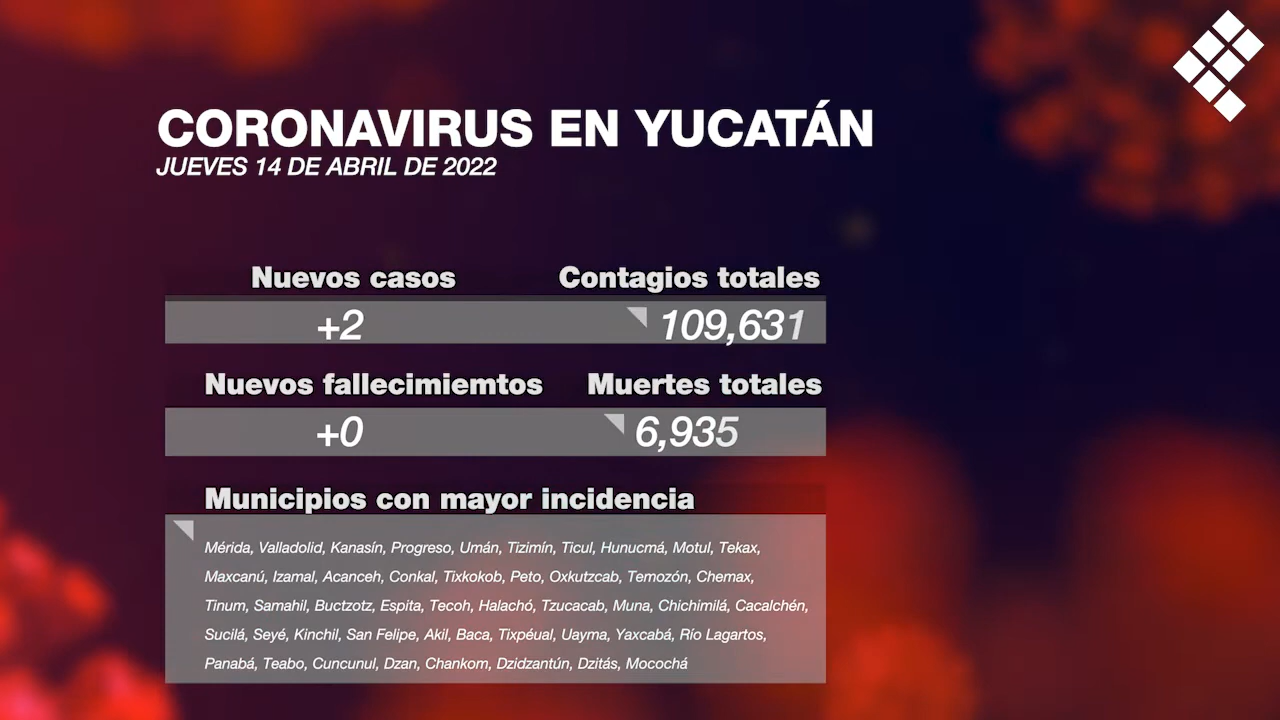 CORONAVIRUS EN YUCATÁN
JUEVES 14 DE ABRIL DE 2022
Nuevos casos Contagios totales
+2 109,631
Nuevos fallecimiemtos Muertes totales
+0 6,935
Municipios con mayor incidencia
Mérida, Valladolid, Kanasín, Progreso, Umán, Tizimín, Ticul, Hunucmá, Motul, Tekax,
Maxcanú, Izamal, Acanceh, Conkal, Tixkokob, Peto, Oxkutzcab, Temozón, Chemax,
Tinum, Samahil, Buctzotz, Espita, Tecoh, Halachó, Tzucacab, Muna, Chichimilá, Cacalchén,
Sucilá, Seyé, Kinchil, San Felipe, Akil, Baca, Tixpéual, Uayma, Yaxcabá, Río Lagartos,
Panabá, Teabo, Cuncunul, Dzan, Chankom, Dzidzantún, Dzitás, Mocochá